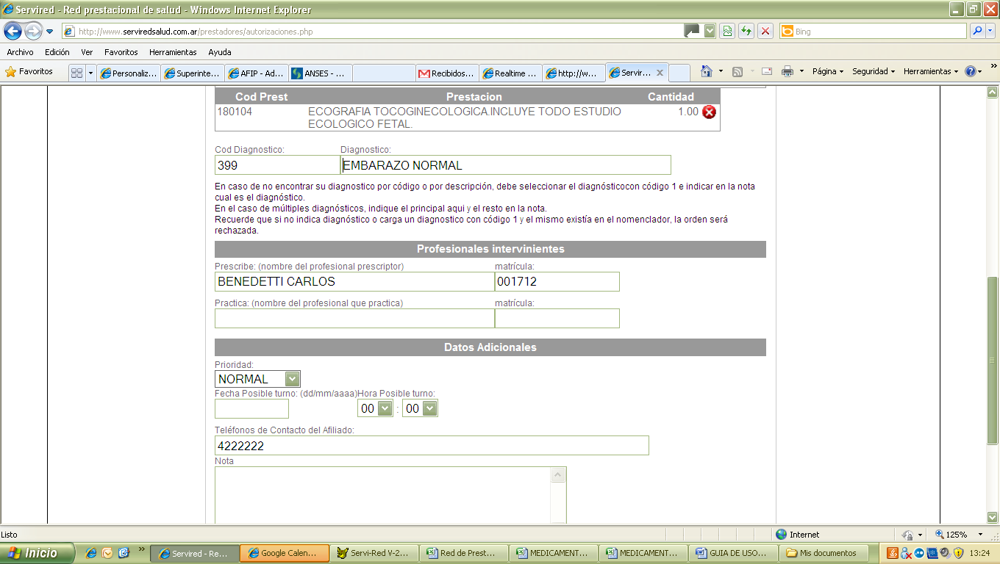 Servired - Red prestacional de salud - Windows Internet Explorer
http://www.serviredsalud.com.ar/prestadores/autorizaciones.php
Bing
Archivo Edición Ver Favoritos Herramientas Ayuda
Favoritos Personaliz... Superinte... AFIP - Ad... ANSES - ... Recibidos... Realtime ... http://w... Servir... Página Seguridad Herramientas
Cod Prest Prestacion Cantidad
180104 ECOGRAFIA TOCOGINECOLOGICA.INCLUYE TODO ESTUDIO 1.00
ECOLOGICO FETAL.
Cod Diagnostico: Diagnostico:
399 EMBARAZO NORMAL
En caso de no encontrar su diagnostico por código o por descripción, debe seleccionar el diagnósticocon código 1 e indicar en la nota
cual es el diagnóstico.
En el caso de múltiples diagnósticos, indique el principal aqui y el resto en la nota.
Recuerde que si no indica diagnóstico o carga un diagnostico con código 1 y el mismo existía en el nomenclador, la orden será
rechazada.
Profesionales intervinientes
Prescribe: (nombre del profesional prescriptor) matrícula:
BENEDETTI CARLOS 001712
Practica: (nombre del profesional que practica) matrícula:
Datos Adicionales
Prioridad:
NORMAL
Fecha Posible turno: (dd/mm/aaaa) Hora Posible turno:
00 : 00
Teléfonos de Contacto del Afiliado:
4222222
Nota
Listo Internet 125%
Inicio Servired - Re... Google Calen... Servi-Red V-2... Red de Prest... MEDICAMENT... MEDICAMENT... GUIA DE USO... Mis documentos 13:24